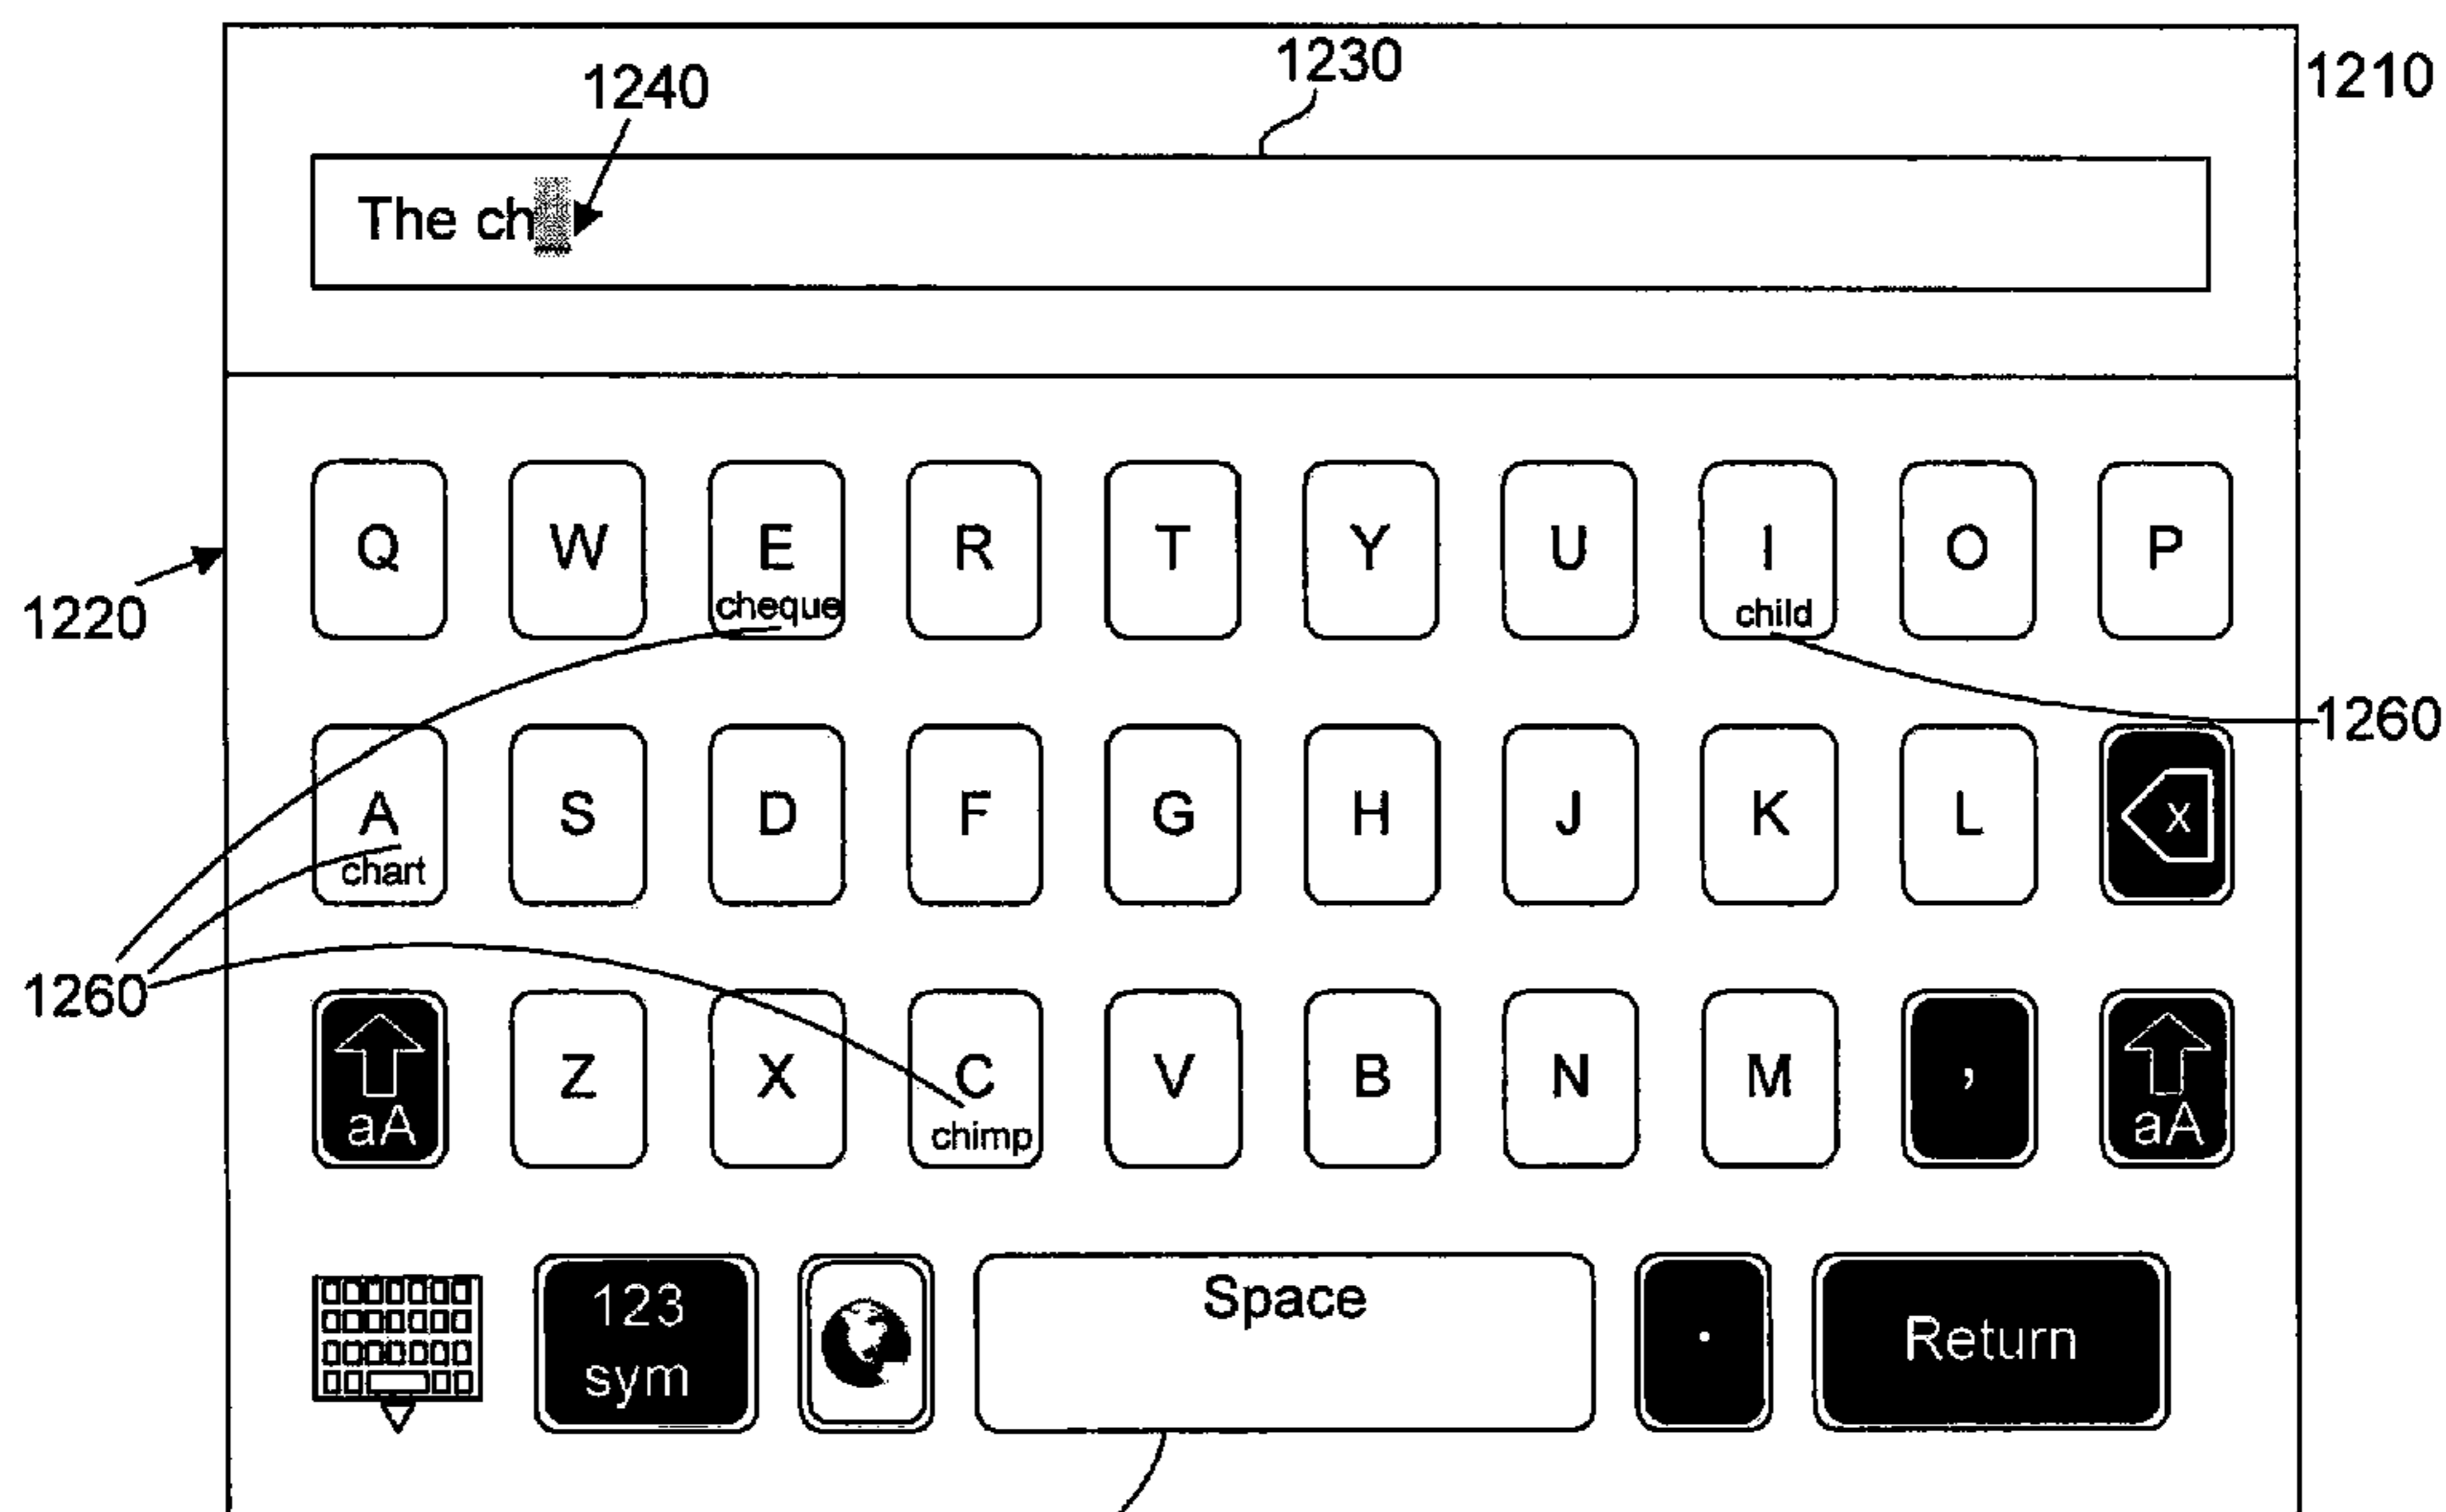 1230
1210
1240
The ch
Q W E R T Y U I O P
cheque child
1220
1260
A S D F G H J K L X
chart
1260
aA Z X C V B N M , aA
chimp
123
sym
Space
.
Return